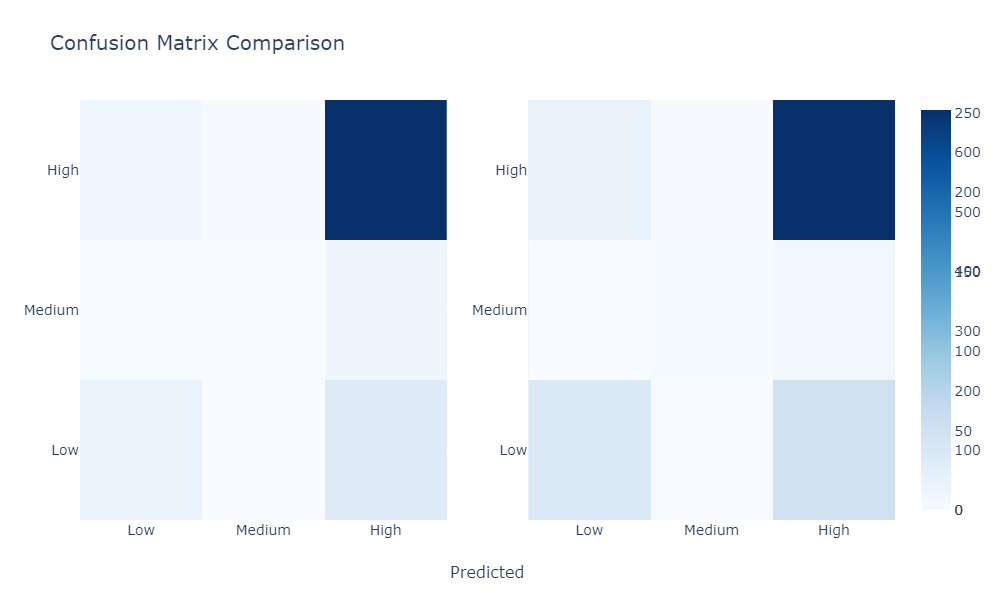 Confusion Matrix Comparison
High
Medium
Low
Low Medium High
High
Medium
Low
Low Medium High
250
600
200
500
400
150
300
100
200
50
100
0
0
Predicted